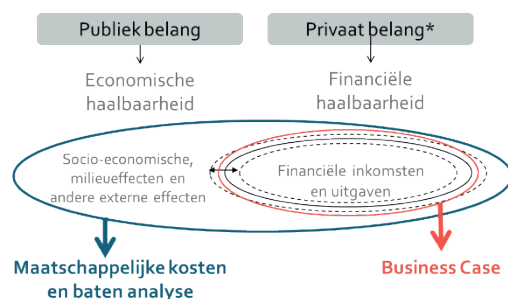 Publiek belang
Privaat belang*
Economische
haalbaarheid
Financiële
haalbaarheid
Socio-economische,
milieueffecten en
andere externe effecten
Financiële inkomsten
en uitgaven
Maatschappelijke kosten
en baten analyse
Business Case